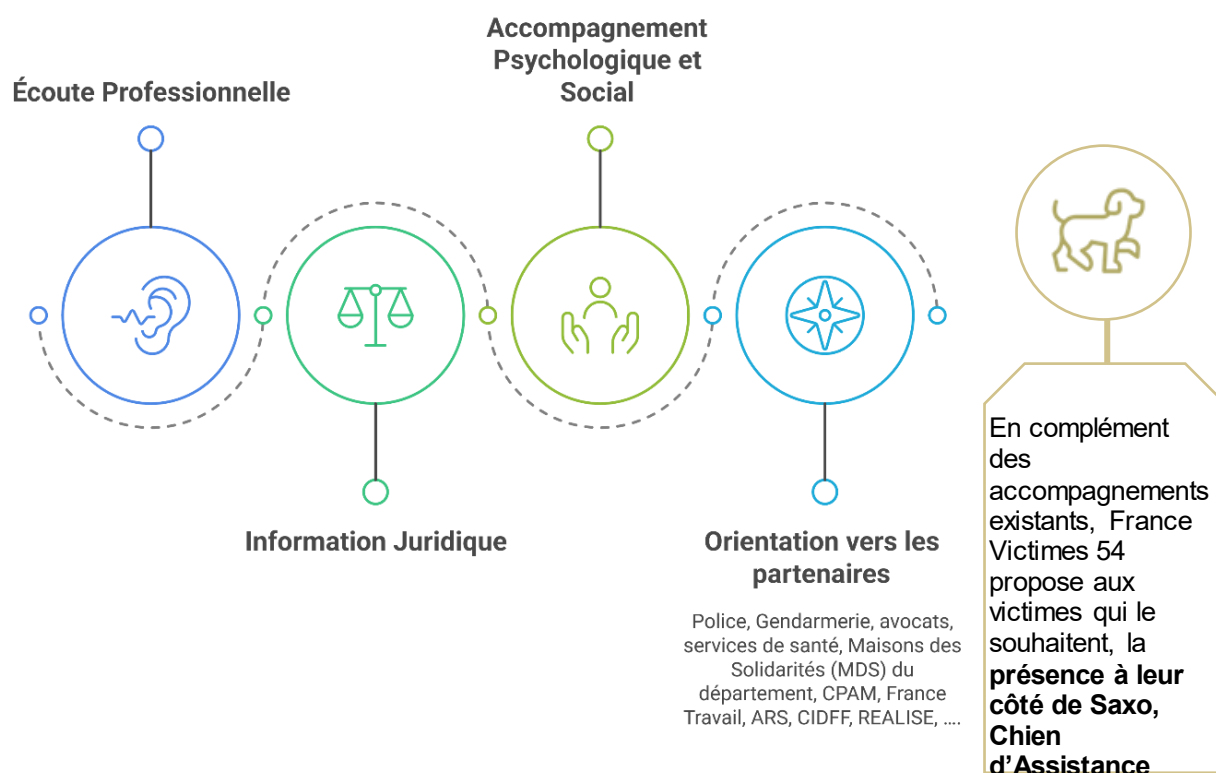 Écoute Professionnelle
Accompagnement
Psychologique et
Social
Information Juridique
Orientation vers les
partenaires
Police, Gendarmerie, avocats,
services de santé, Maisons des
Solidarités (MDS) du
département, CPAM, France
Travail, ARS, CIDFF, REALISE, ....
En complément
des
accompagnements
existants, France
Victimes 54
propose aux
victimes qui le
souhaitent, la
présence à leur
côté de Saxo,
Chien
d’Assistance